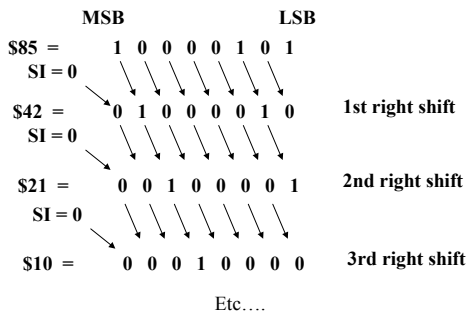 MSB LSB
$85 = 1 0 0 0 0 1 0 1
SI = 0
$42 = 0 1 0 0 0 0 1 0 1st right shift
SI = 0
$21 = 0 0 1 0 0 0 0 1 2nd right shift
SI = 0
$10 = 0 0 0 1 0 0 0 0 3rd right shift
Etc….